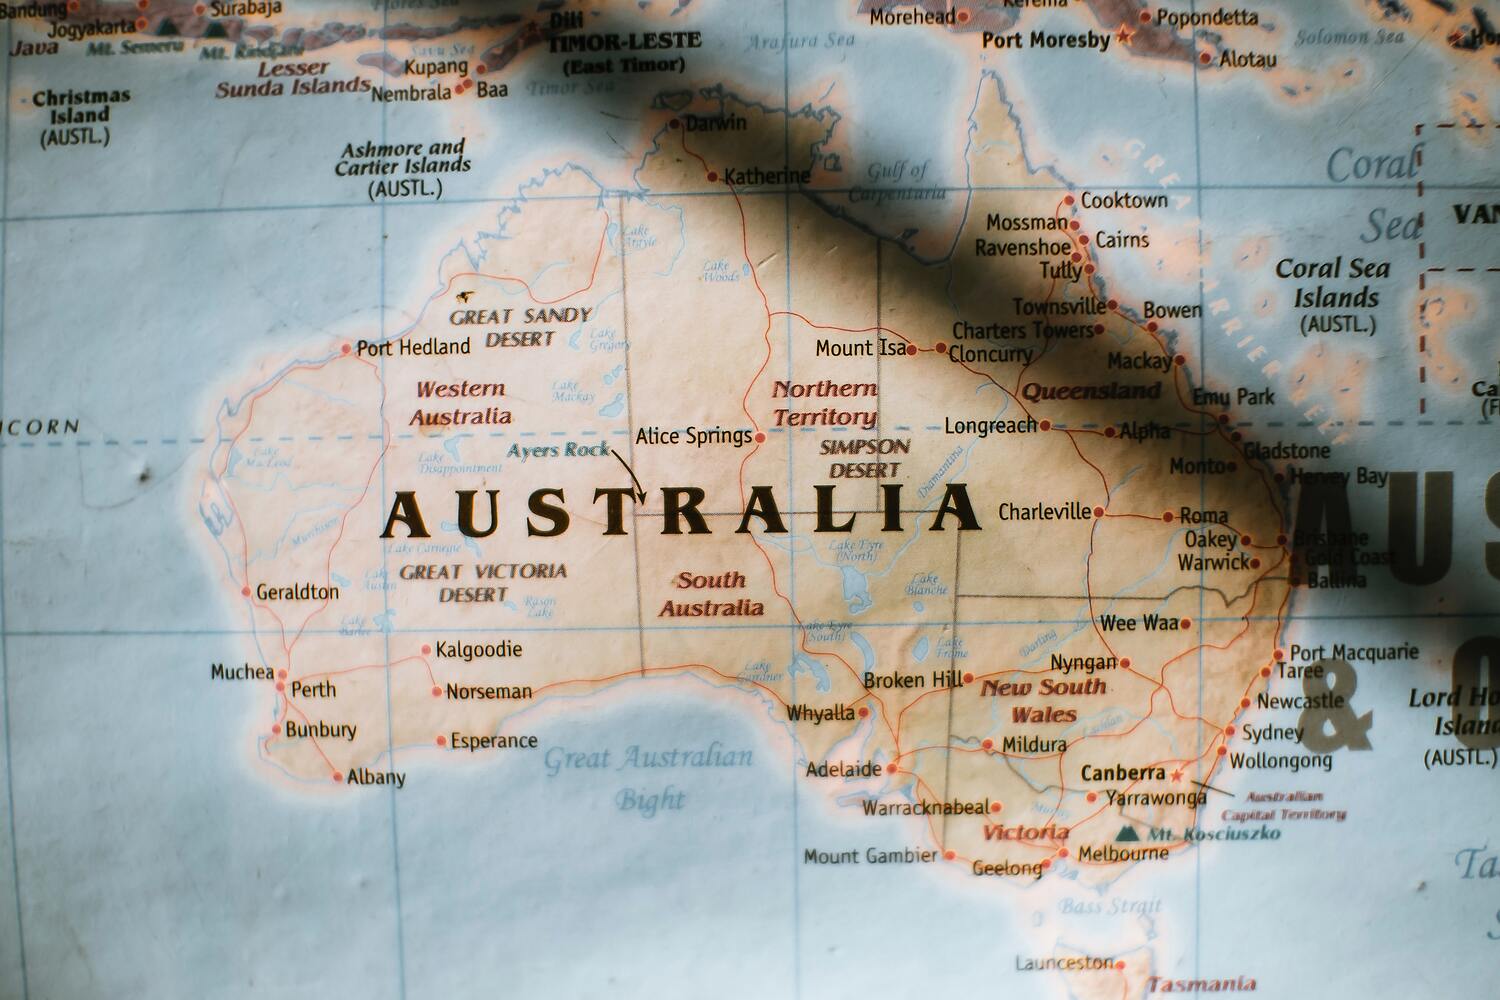 Bandung
Surabaya
Jogyakarta
Java
Mt. Semeru
Mt. Rindjani
Flores Sea
Lesser
Sunda Islands
Savu Sea
Kupang
Nembrala
Baa
Dili
TIMOR-LESTE
(East Timor)
Timor Sea
Arafura Sea
Morehead
Kerema
Popondetta
Port Moresby
Alotau
Solomon Sea
Christmas
Island
(AUSTL.)
Ashmore and
Cartier Islands
(AUSTL.)
Darwin
Katherine
Gulf of
Carpentaria
GREAT BARRIER REEF
Coral
Sea
Coral Sea
Islands
(AUSTL.)
VAN
Cooktown
Mossman
Cairns
Ravenshoe
Tully
Townsville
Bowen
Charters Towers
Mount Isa
Cloncurry
Mackay
Lake
Argyle
Lake
Woods
GREAT SANDY
DESERT
Lake
Gregory
Port Hedland
Western
Australia
Lake
Mackay
Northern
Territory
Queensland
Emu Park
ICORN
Alice Springs
SIMPSON
DESERT
Longreach
Alpha
Gladstone
Monto
Hervey Bay
Lake
MacLeod
Lake
Disappointment
Ayers Rock
Diamantina
AUSTRALIA
AUS
Charleville
Roma
Oakey
Brisbane
Warwick
Gold Coast
Ballina
Murchison
Lake Carnegie
Lake Eyre
(North)
GREAT VICTORIA
DESERT
Lake
Austin
Rason
Lake
South
Australia
Lake
Blanche
Geraldton
Lake
Barlee
Lake Eyre
(South)
Lake
Frome
Darling
Wee Waa
Kalgoodie
Nyngan
Port Macquarie
Taree
Muchea
Perth
Norseman
Lake
Gairdner
Broken Hill
New South
Wales
Newcastle
&
Lord Ho
Island
(AUSTL.)
Bunbury
Whyalla
Lachlan
Sydney
Esperance
Great Australian
Bight
Mildura
Wollongong
Albany
Adelaide
Canberra
Yarrawonga
Australian
Capital Territory
Warracknabeal
Murray
Victoria
Mt. Kosciuszko
Mount Gambier
Geelong
Melbourne
Bass Strait
Launceston
Tasmania